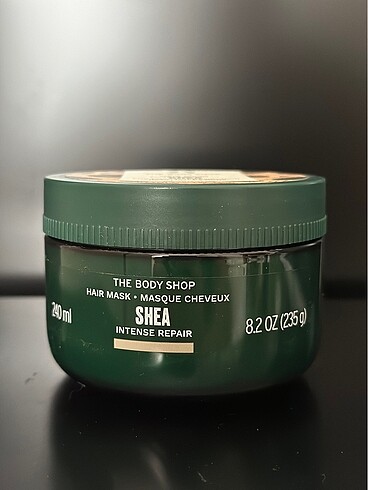 THE BODY SHOP
HAIR MASK • MASQUE CHEVEUX
SHEA
INTENSE REPAIR
240 ml
8.2 OZ (235 g)